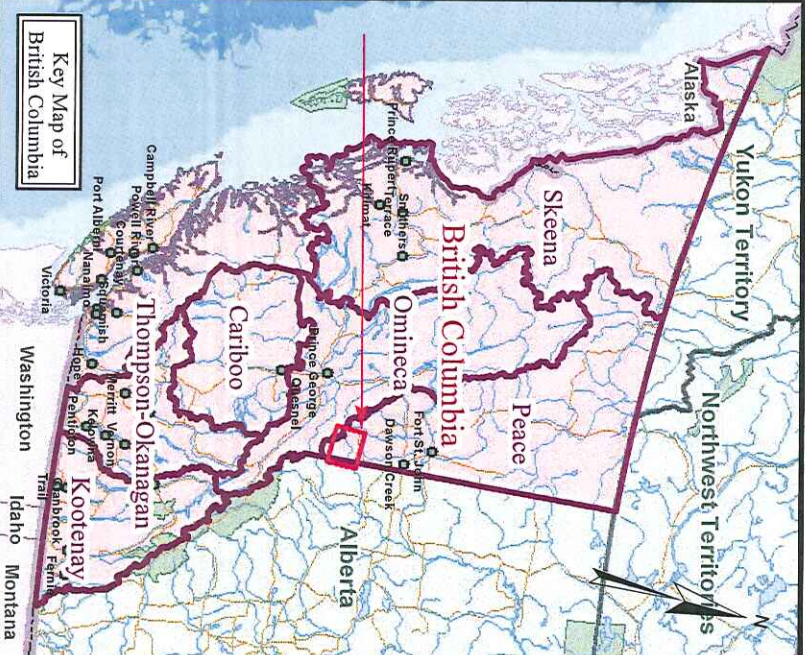 Yukon Territory
Northwest Territories
N
Alaska
Skeena
British Columbia
Peace
Omineca
Fort St. John
Dawson Creek
Prince Rupert
Smithers
Terrace
Kitimat
Prince George
Quesnel
Cariboo
Alberta
Thompson-Okanagan
Campbell River
Powell River
Courtenay
Port Alberni
Squamish
Nanaimo
Victoria
Hope
Merritt
Vernon
Kelowna
Penticton
Kootenay
Trail
Cranbrook
Fernie
Washington
Idaho
Montana
Key Map of
British Columbia